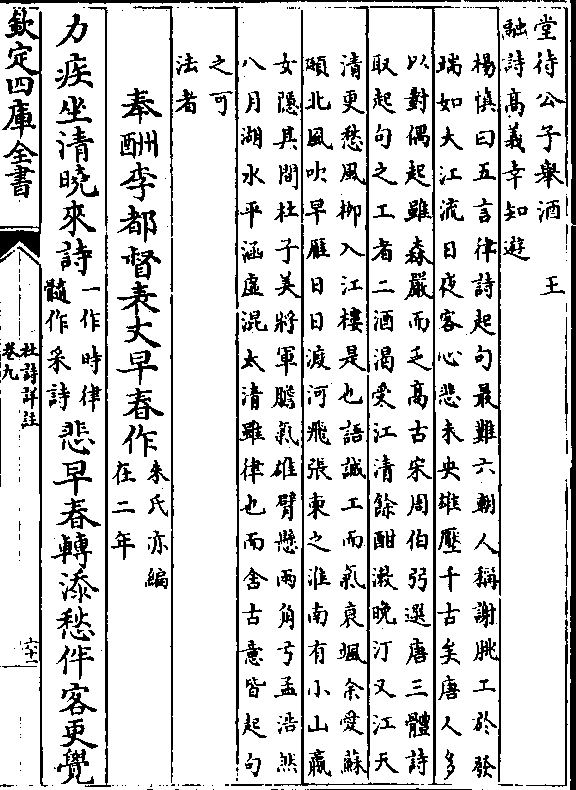 堂待公子舉酒　王
融詩高義幸知遊
楊慎曰五言律詩起句最難六朝人稱謝朓工於發
瑞如大江流日夜客心悲未央雄壓千古矣唐人多
以對偶起雖森嚴而乏高古宋周伯弜選唐三體詩
取起句之工者二酒渴愛江清餘酣潄晚汀又江天
清更愁風柳入江樓是也語誠工而氣衰颯余愛蘇
頲北風吹早雁日日渡河飛張東之淮南有小山嬴
女隱其間杜子美將軍膽氣雄臂懸兩角弓孟浩然
八月湖水平涵虛混太清雖律也而含古意皆起句
之可
法者
奉酬李都督表丈早春作
朱氏亦編
在二年
力疾坐清曉來詩
一作時律
髓作采詩
悲早春轉添愁伴客更覺
欽定四庫全書
杜詩詳註
卷九
六十二